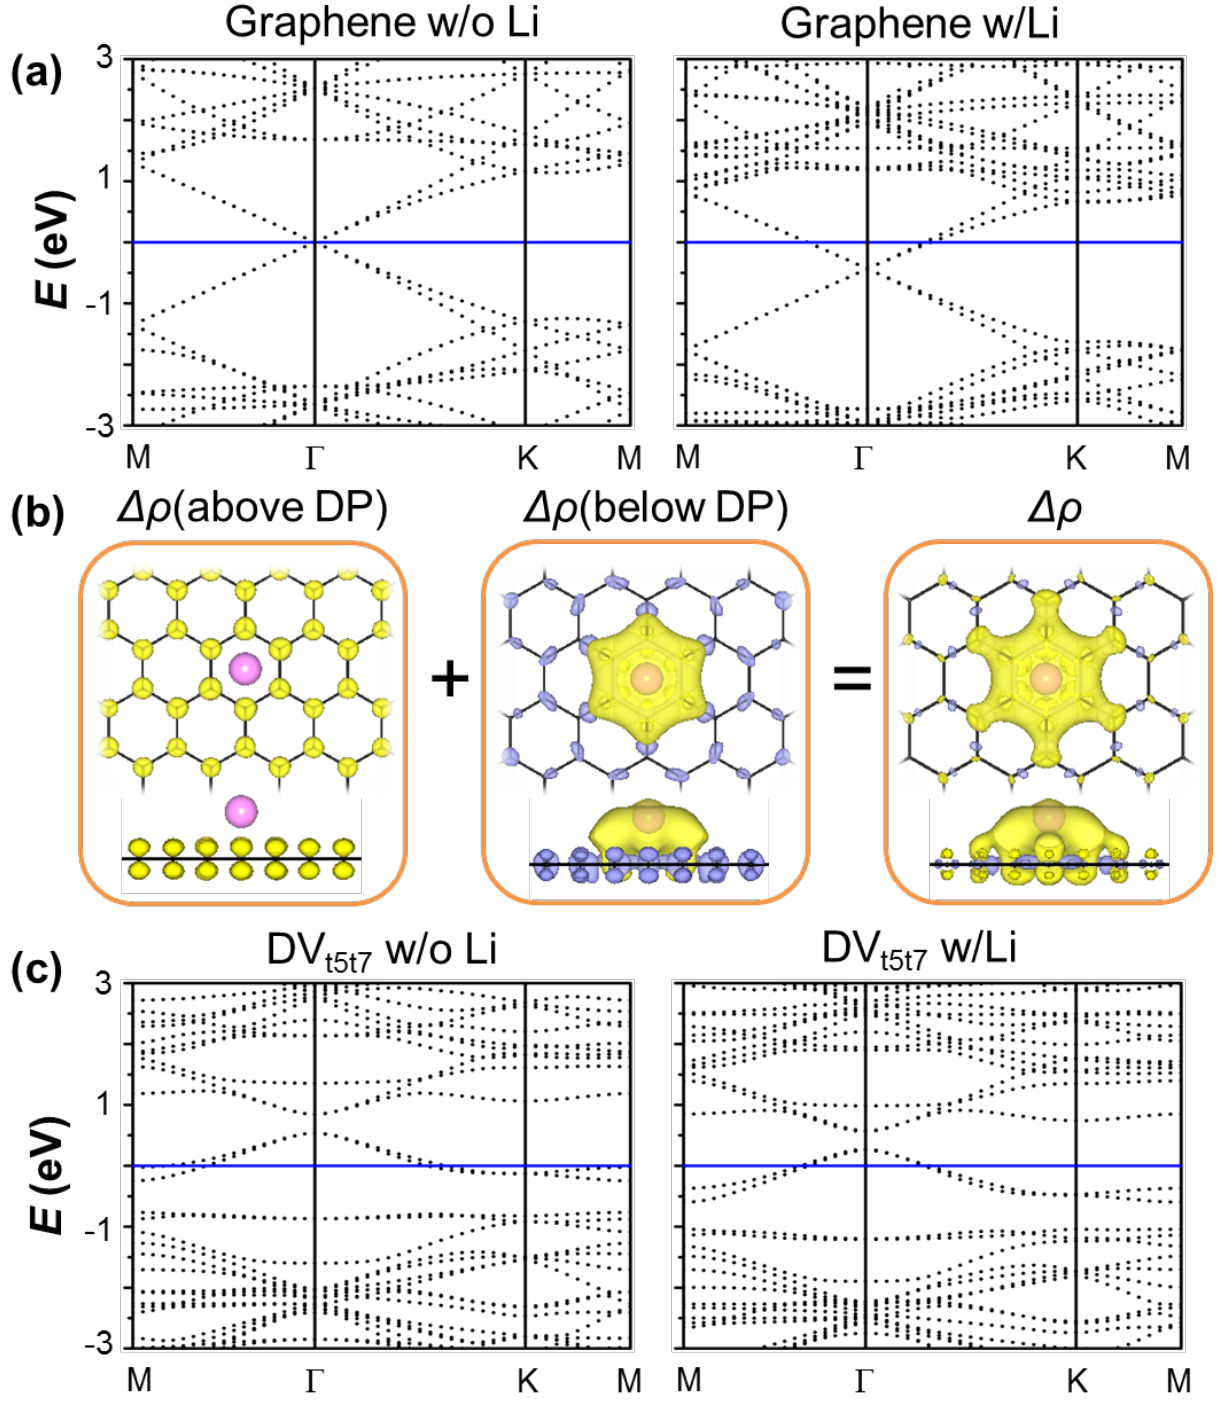 Graphene w/o Li
Graphene w/Li
(a)
3
1
-1
-3
E (eV)
M Γ K M
M Γ K M
(b)
Δρ(above DP)
Δρ(below DP)
Δρ
+
=
(c)
DVt5t7 w/o Li
DVt5t7 w/Li
3
1
-1
-3
E (eV)
M Γ K M
M Γ K M